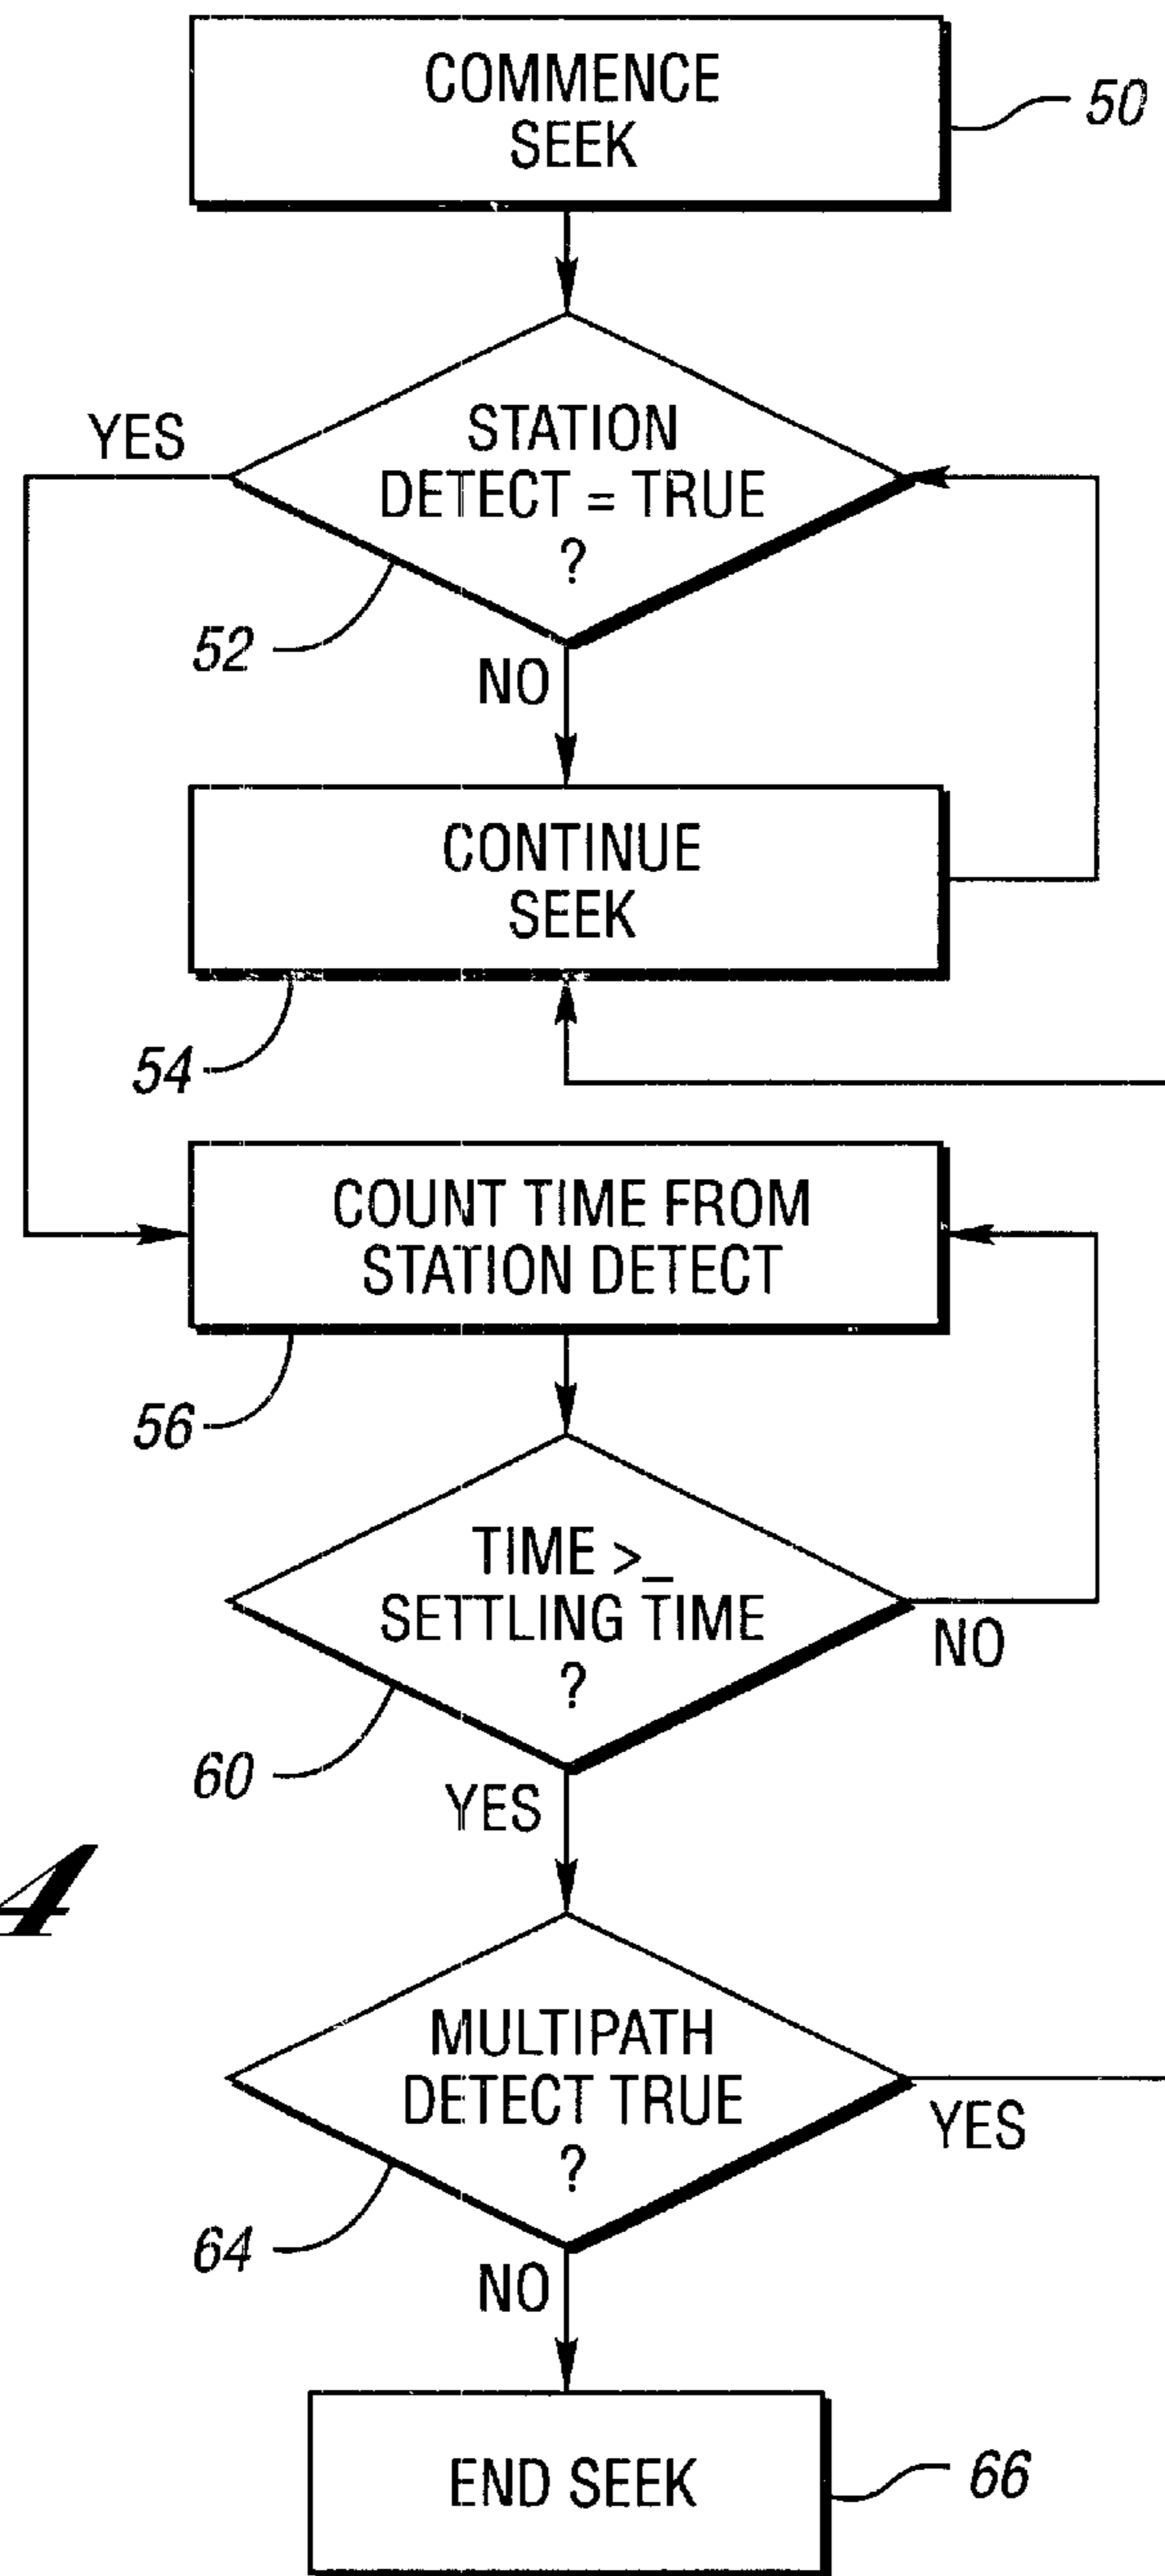 COMMENCE
SEEK
50
STATION
DETECT = TRUE
?
YES
52
NO
CONTINUE
SEEK
54
COUNT TIME FROM
STATION DETECT
56
TIME >_
SETTLING TIME
?
NO
60
YES
4
MULTIPATH
DETECT TRUE
?
YES
64
NO
END SEEK
66